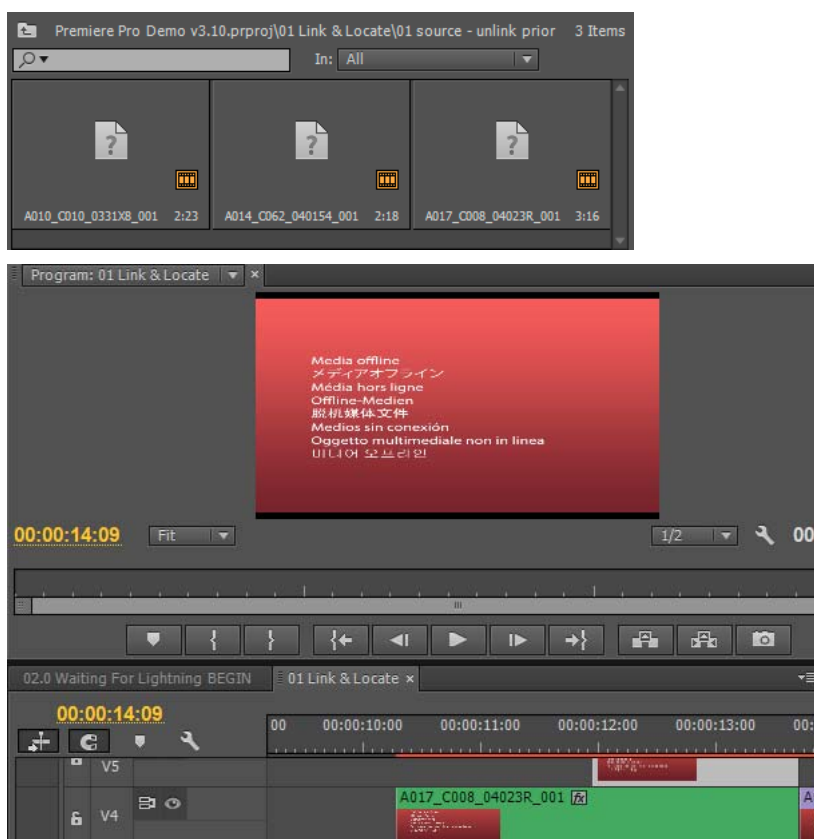 Premiere Pro Demo v3.10.prproj\01 Link & Locate\01 source - unlink prior 3 Items
In: All
A010_C010_0331X8_001 2:23
A014_C062_040154_001 2:18
A017_C008_04023R_001 3:16
Program: 01 Link & Locate
Media offline
メディアオフライン
Média hors ligne
Offline-Medien
脱机媒体文件
Medios sin conexión
Oggetto multimediale non in linea
미디어 오프라인
00:00:14:09 Fit 1/2 00
02.0 Waiting For Lightning BEGIN 01 Link & Locate
00:00:14:09
00 00:00:10:00 00:00:11:00 00:00:12:00 00:00:13:00 00:
V5
V4 A017_C008_04023R_001 fx A